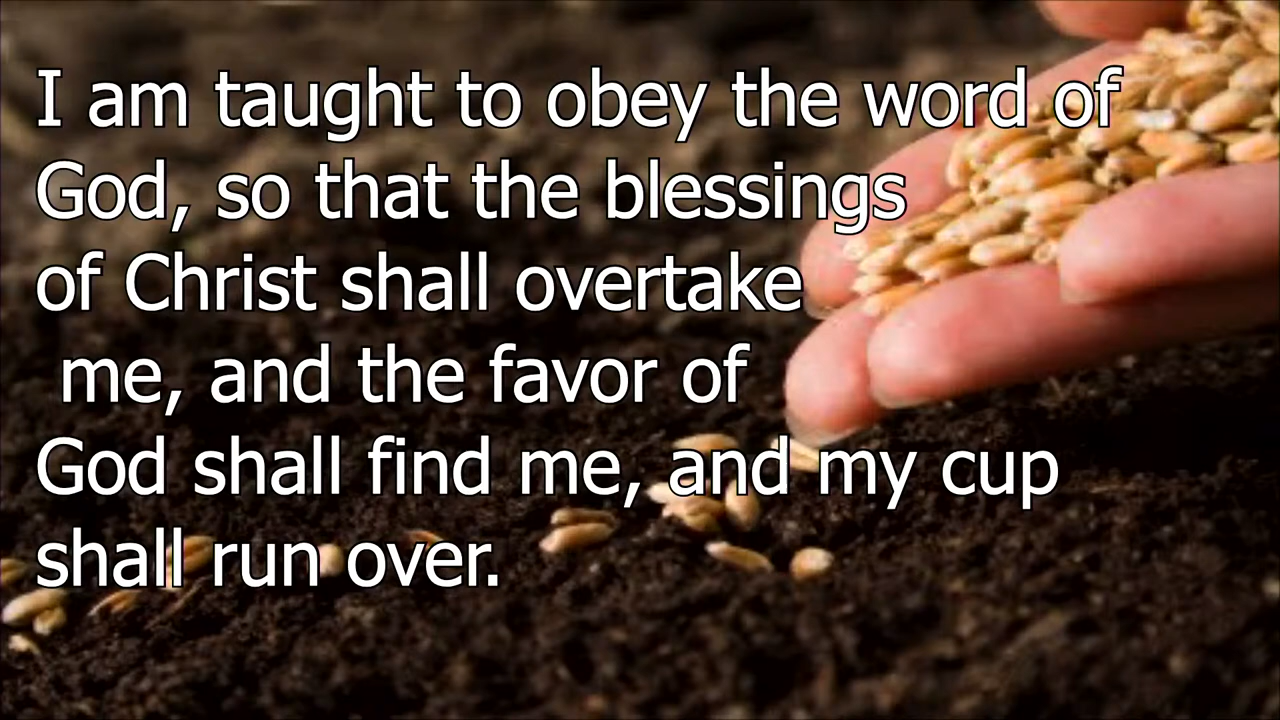 I am taught to obey the word of
God, so that the blessings
of Christ shall overtake
me, and the favor of
God shall find me, and my cup
shall run over.